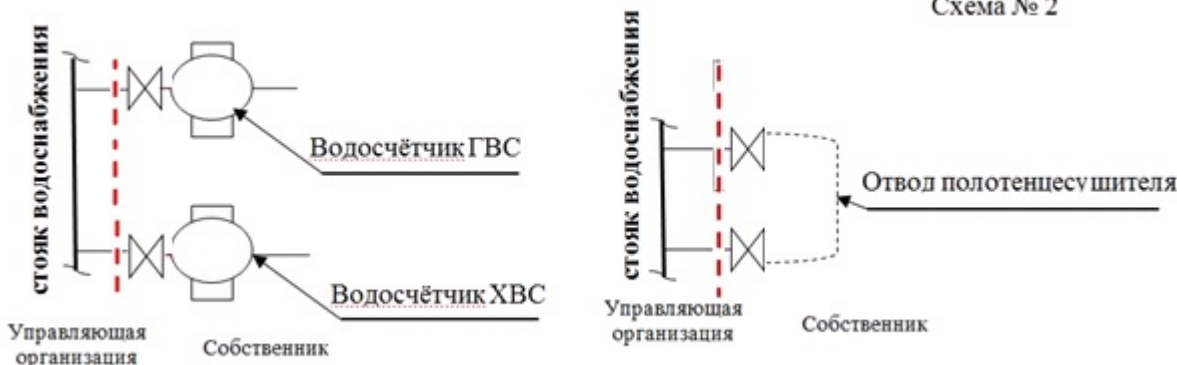 Схема № 2
стояк водоснабжения
Водосчётчик ГВС
Водосчётчик ХВС
Управляющая
организация
Собственник
стояк водоснабжения
Отвод полотенцесушителя
Управляющая
организация
Собственник